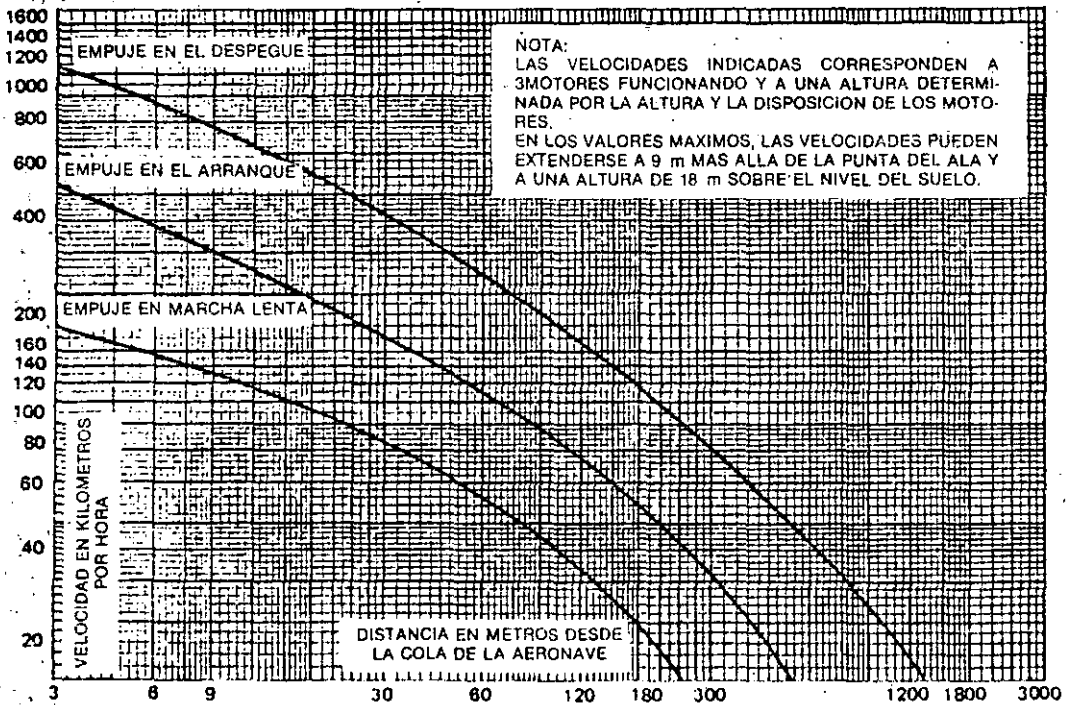 1600
1400
1200
1000
800
600
400
200
160
140
120
100
80
60
40
20
EMPUJE EN EL DESPEGUE
EMPUJE EN EL ARRANQUE
EMPUJE EN MARCHA LENTA
NOTA:
LAS VELOCIDADES INDICADAS CORRESPONDEN A
3MOTORES FUNCIONANDO Y A UNA ALTURA DETERMI-
NADA POR LA ALTURA Y LA DISPOSICION DE LOS MOTO-
RES.
EN LOS VALORES MAXIMOS, LAS VELOCIDADES PUEDEN
EXTENDERSE A 9 m MAS ALLA DE LA PUNTA DEL ALA Y
A UNA ALTURA DE 18 m SOBRE EL NIVEL DEL SUELO.
VELOCIDAD EN KILOMETROS
POR HORA
DISTANCIA EN METROS DESDE
LA COLA DE LA AERONAVE
3 6 9 30 60 120 180 300 1200 1800 3000